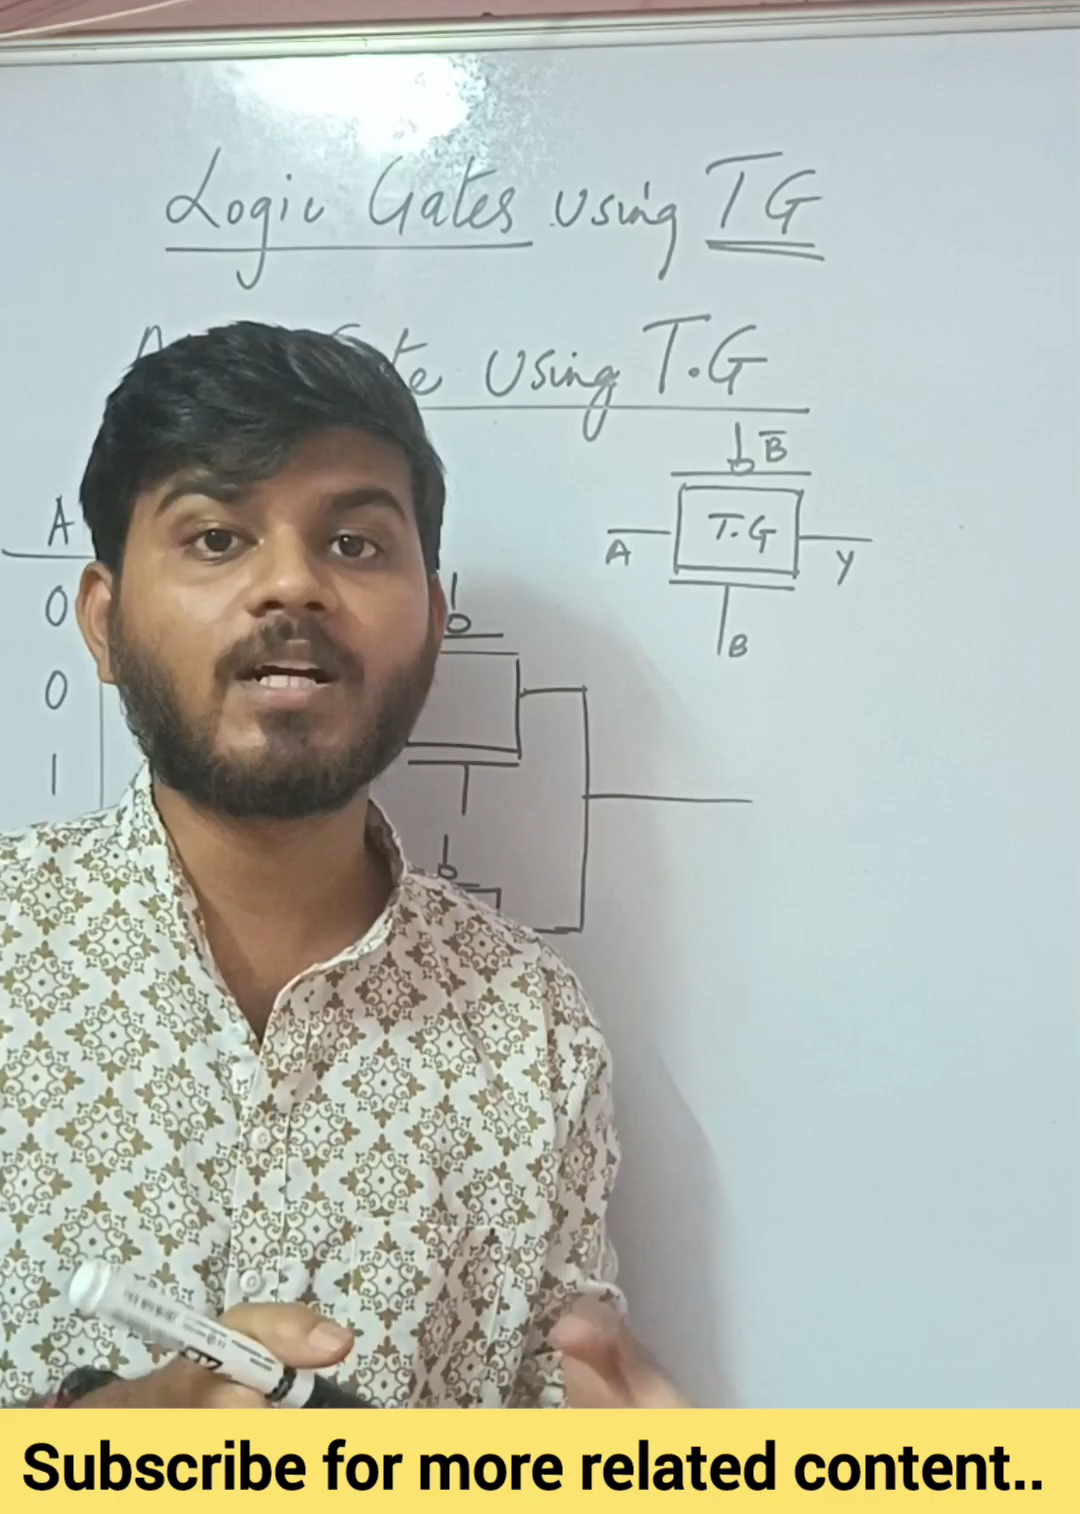 Logic Gates using TG
Using T.G
B̅
T.G
A
Y
B
A
0
0
1
Subscribe for more related content..